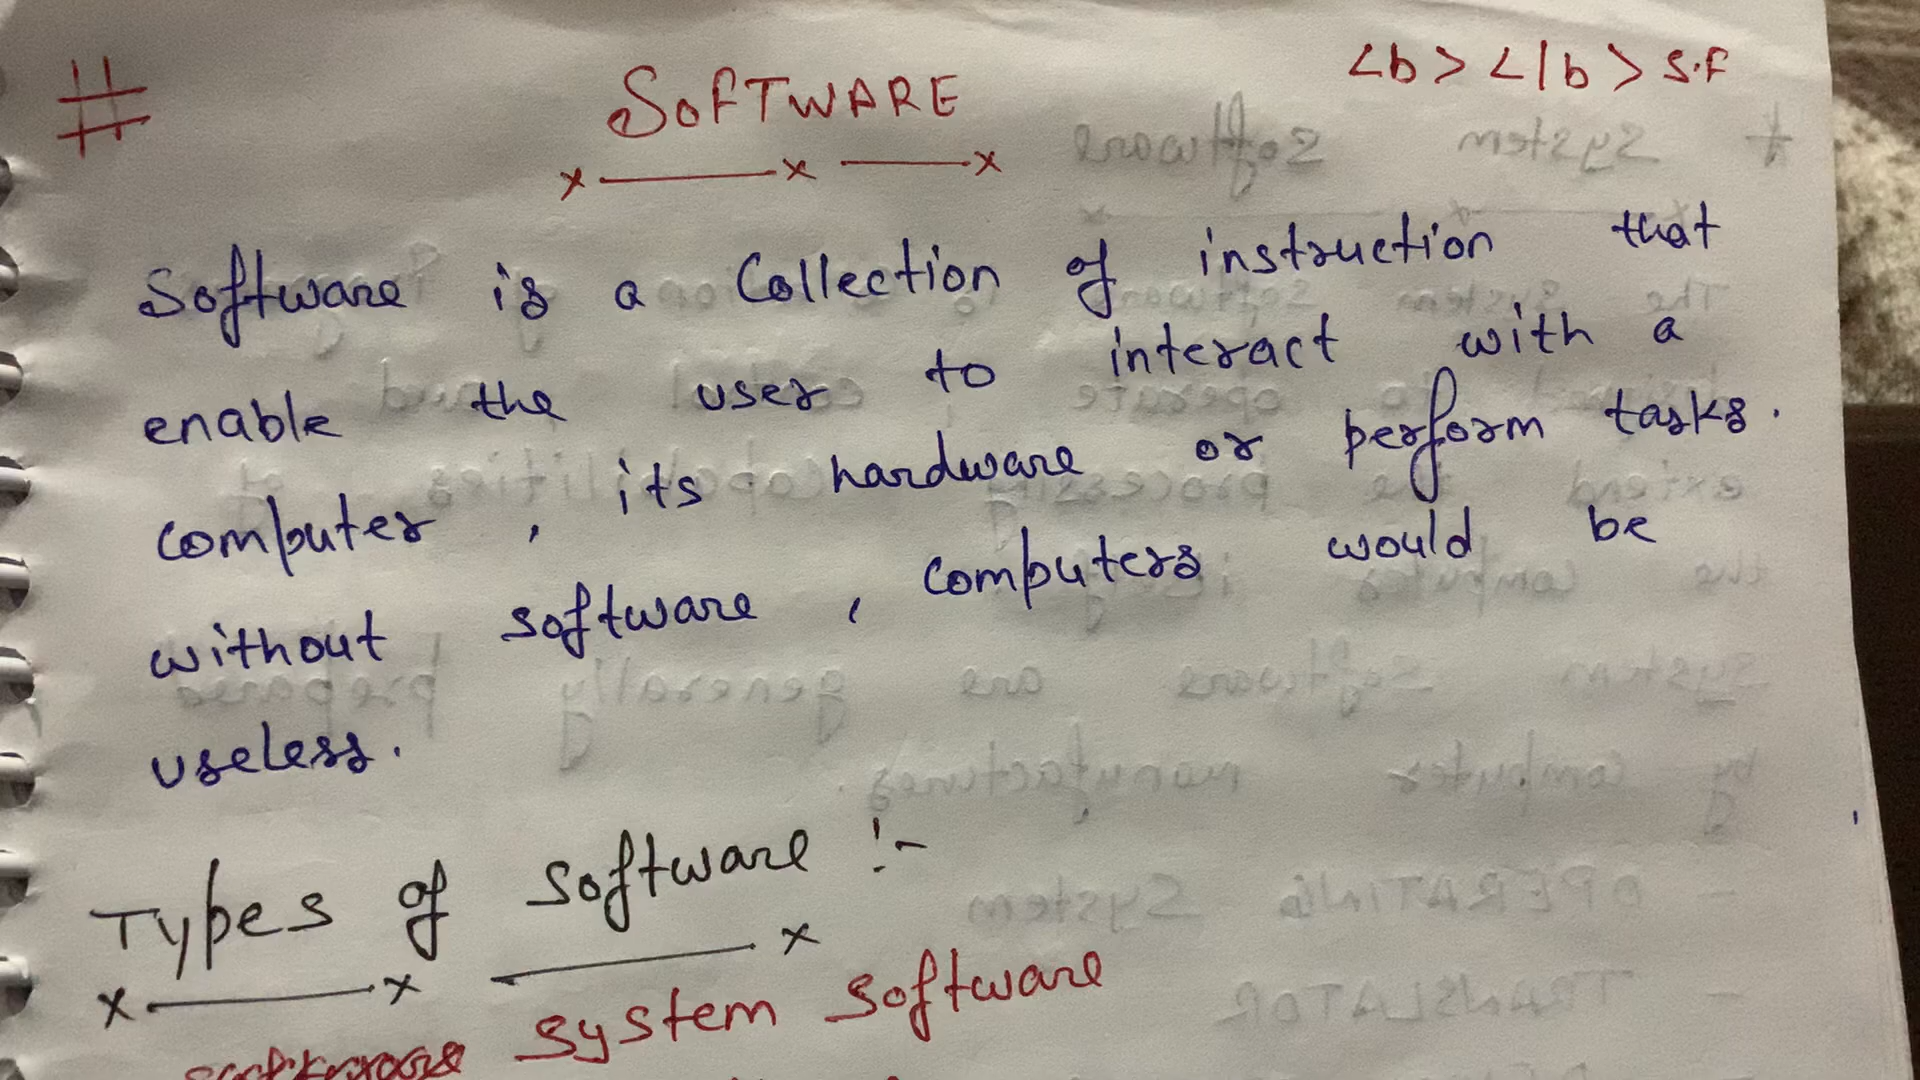 # SOFTWARE <b></b> S.F
x———x———x
Software is a Collection of instruction that
enable the user to interact with a
computer , its hardware or perform tasks.
without software , computers would be
useless.
Types of Software :-
x———x ———x
System Software